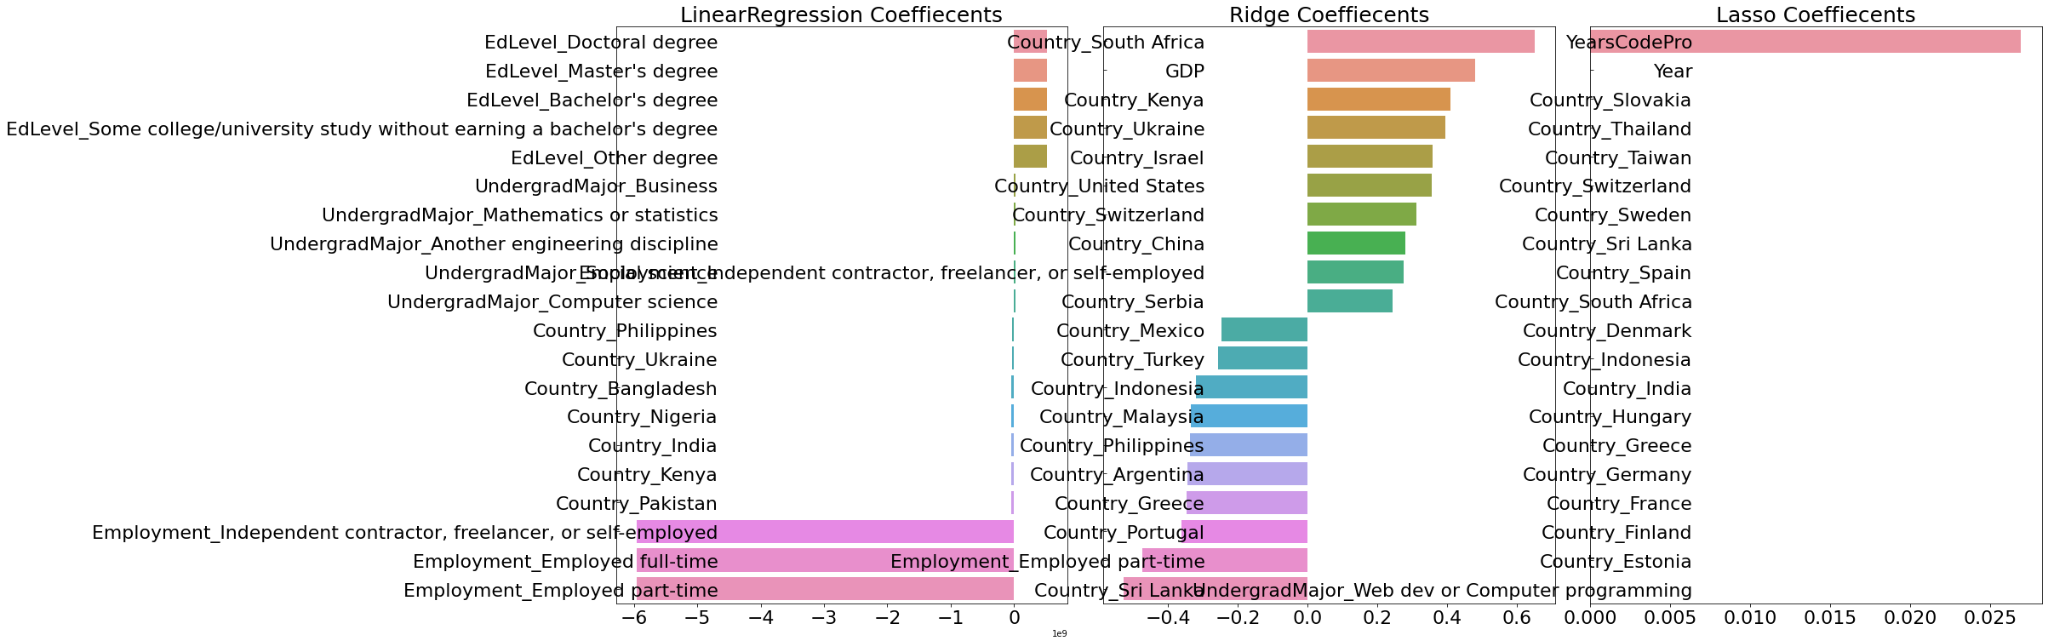 LinearRegression Coeffiecents
EdLevel_Doctoral degree
EdLevel_Master's degree
EdLevel_Bachelor's degree
EdLevel_Some college/university study without earning a bachelor's degree
EdLevel_Other degree
UndergradMajor_Business
UndergradMajor_Mathematics or statistics
UndergradMajor_Another engineering discipline
UndergradMajor_Social science
UndergradMajor_Computer science
Country_Philippines
Country_Ukraine
Country_Bangladesh
Country_Nigeria
Country_India
Country_Kenya
Country_Pakistan
Employment_Independent contractor, freelancer, or self-employed
Employment_Employed full-time
Employment_Employed part-time
−6 −5 −4 −3 −2 −1 0
1e9
Ridge Coeffiecents
Country_South Africa
GDP
Country_Kenya
Country_Ukraine
Country_Israel
Country_United States
Country_Switzerland
Country_China
Employment_Independent contractor, freelancer, or self-employed
Country_Serbia
Country_Mexico
Country_Turkey
Country_Indonesia
Country_Malaysia
Country_Philippines
Country_Argentina
Country_Greece
Country_Portugal
Employment_Employed part-time
Country_Sri Lanka
−0.4 −0.2 0.0 0.2 0.4 0.6
Lasso Coeffiecents
YearsCodePro
Year
Country_Slovakia
Country_Thailand
Country_Taiwan
Country_Switzerland
Country_Sweden
Country_Sri Lanka
Country_Spain
Country_South Africa
Country_Denmark
Country_Indonesia
Country_India
Country_Hungary
Country_Greece
Country_Germany
Country_France
Country_Finland
Country_Estonia
UndergradMajor_Web dev or Computer programming
0.000 0.005 0.010 0.015 0.020 0.025